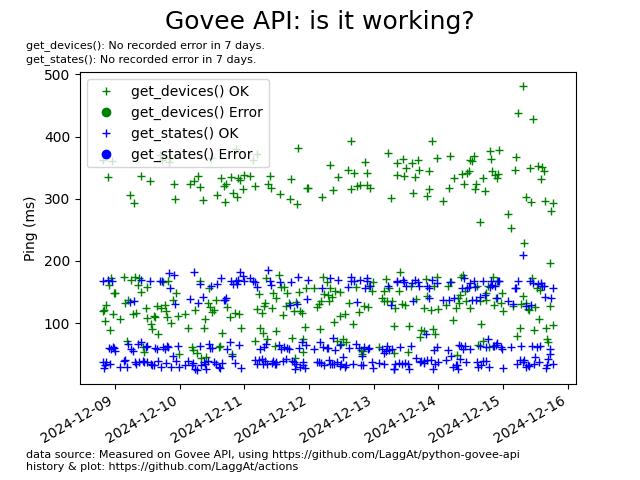 Govee API: is it working?
get_devices(): No recorded error in 7 days.
get_states(): No recorded error in 7 days.
500
400
300
200
100
Ping (ms)
get_devices() OK
get_devices() Error
get_states() OK
get_states() Error
2024-12-09
2024-12-10
2024-12-11
2024-12-12
2024-12-13
2024-12-14
2024-12-15
2024-12-16
data source: Measured on Govee API, using https://github.com/LaggAt/python-govee-api
history & plot: https://github.com/LaggAt/actions